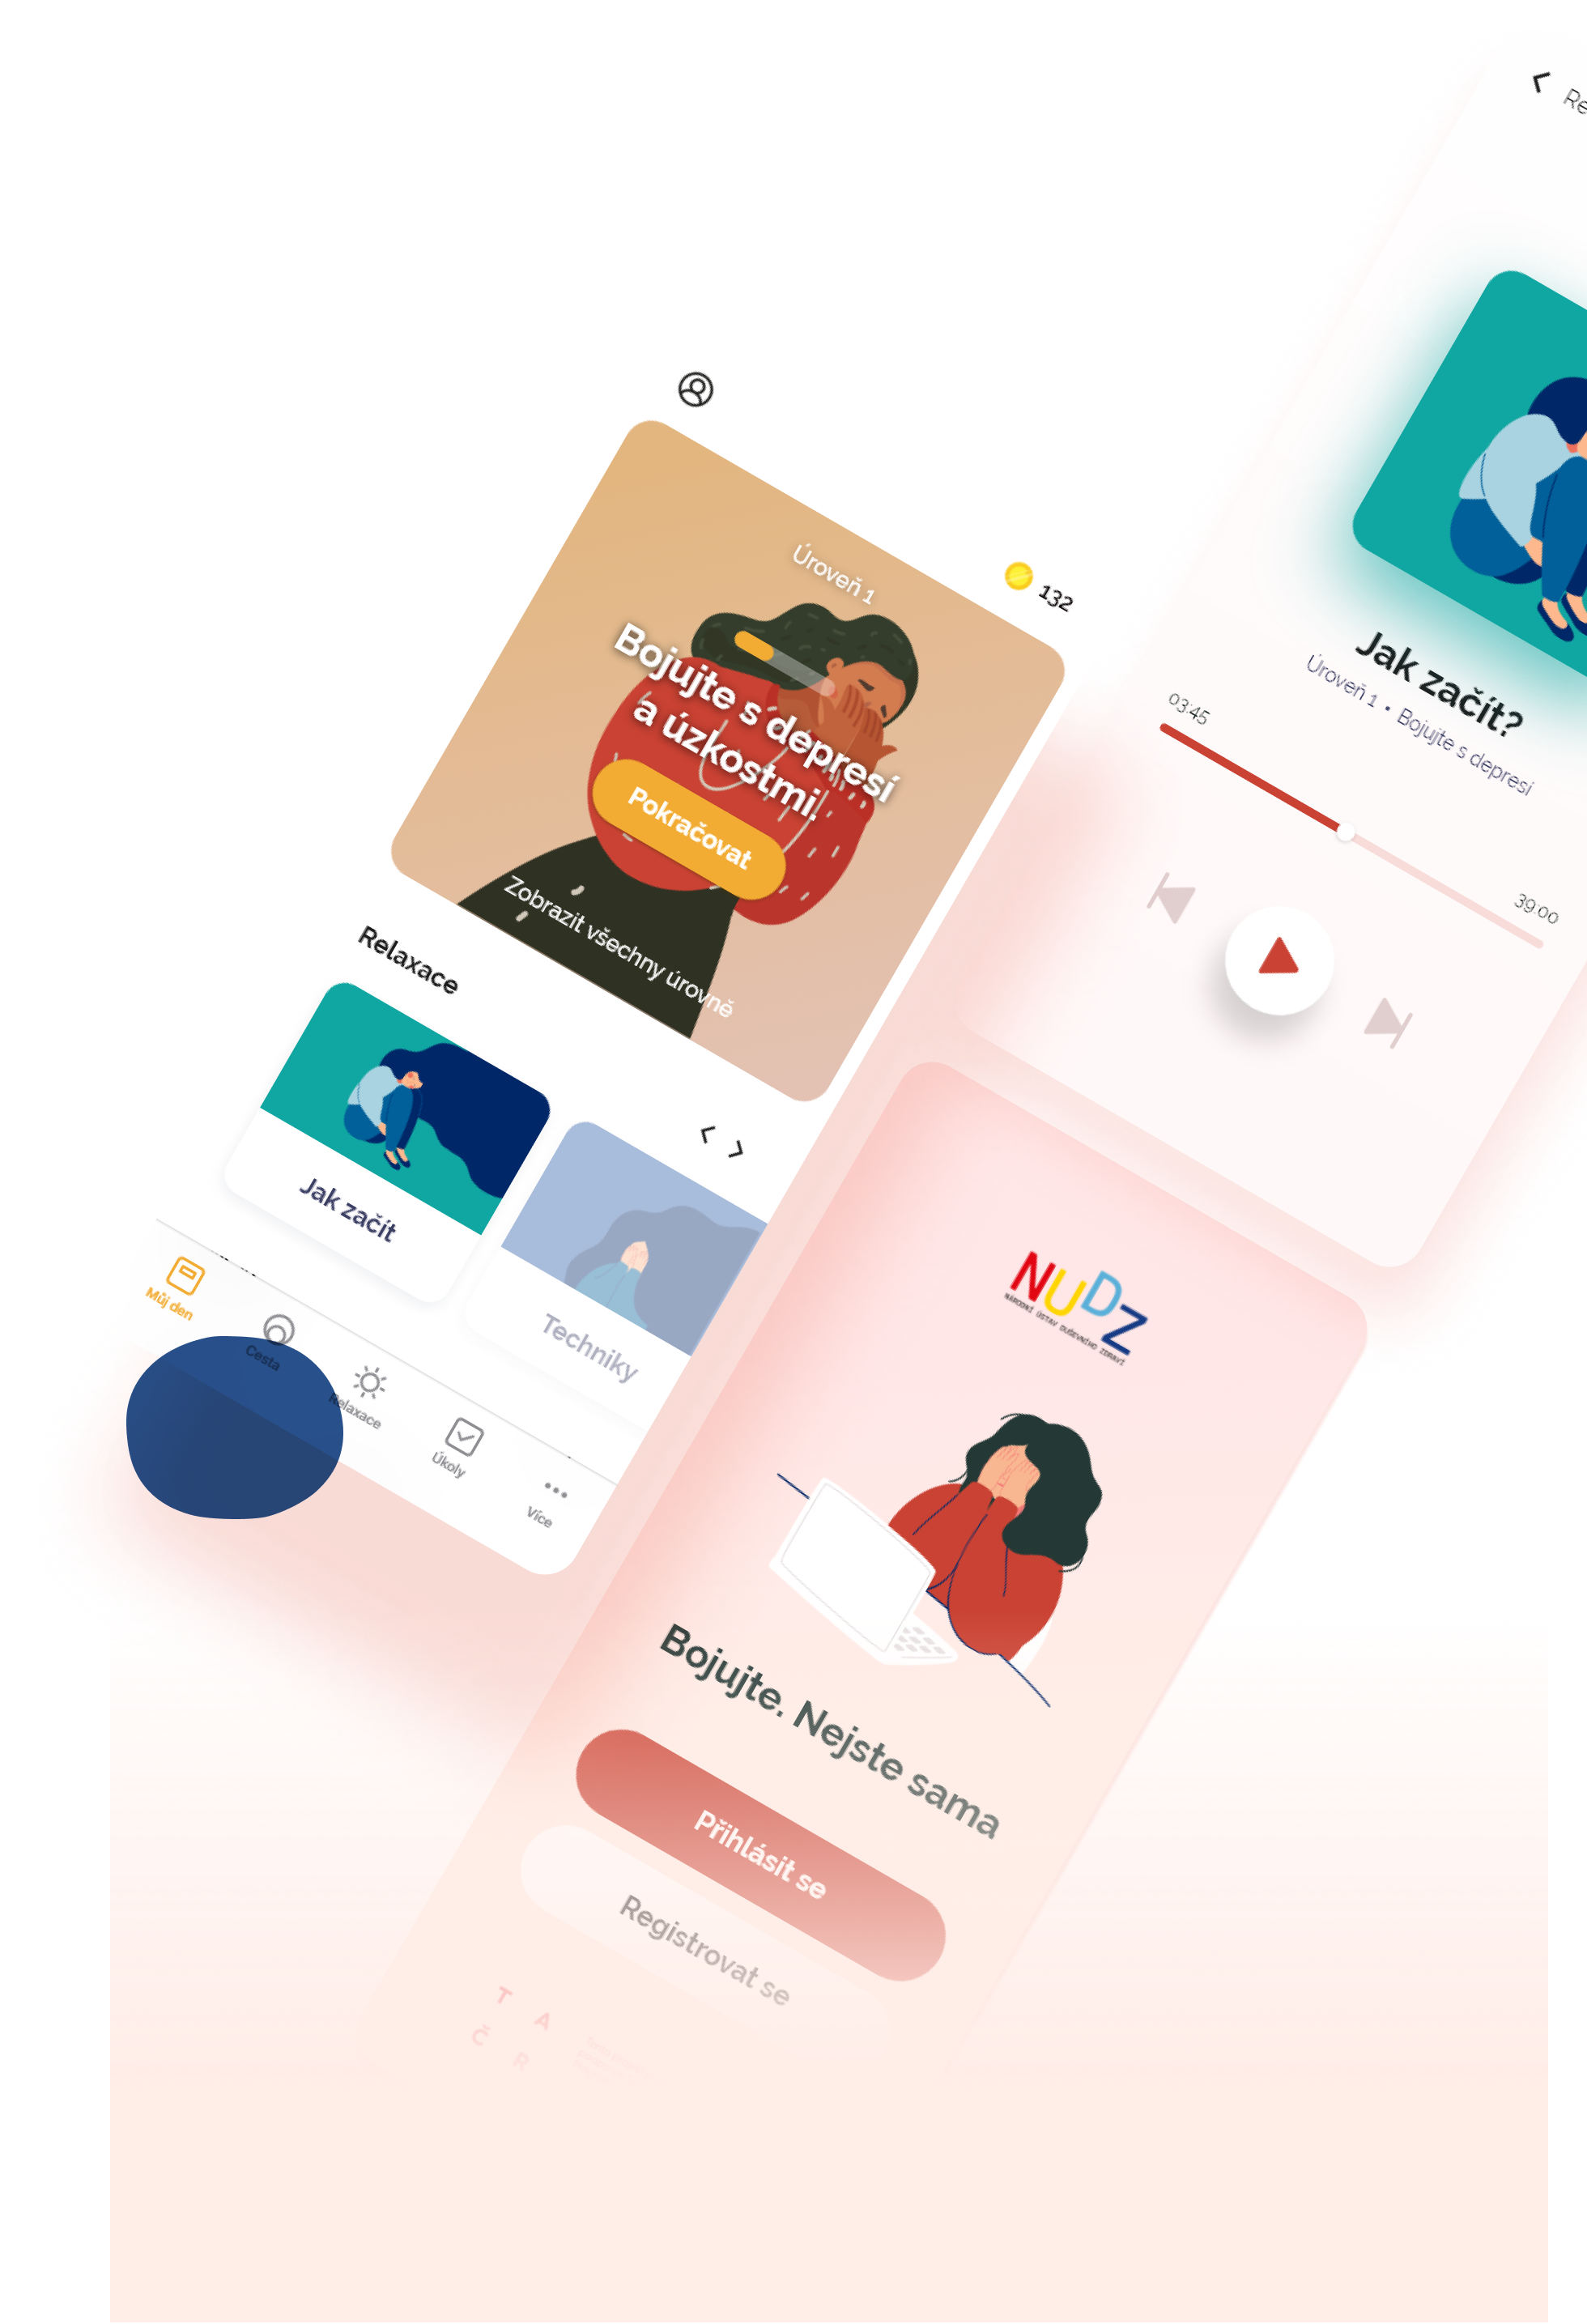 Úroveň 1
132
Bojujte s depresí
a úzkostmi.
Pokračovat
Zobrazit všechny úrovně
Relaxace
Jak začít
Techniky
Můj den
Cesta
Relaxace
Úkoly
Více
Jak začít?
Úroveň 1 • Bojujte s depresí
03:45
39:00
NUDZ
NÁRODNÍ ÚSTAV DUŠEVNÍHO ZDRAVÍ
Bojujte. Nejste sama
Přihlásit se
Registrovat se
T A
Č R